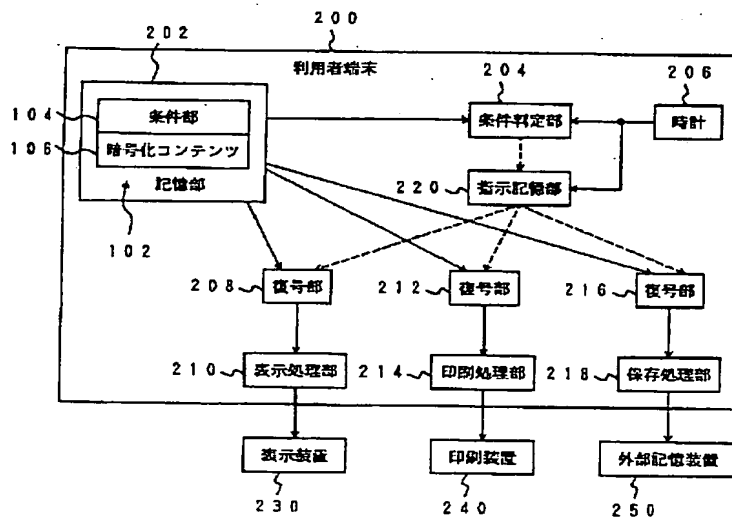 200
202
利用者端末
204
206
104
条件部
条件判定部
時計
106
暗号化コンテンツ
記憶部
220
指示記録部
102
208
復号部
212
復号部
216
復号部
210
表示処理部
214
印刷処理部
218
保存処理部
表示装置
印刷装置
外部記憶装置
230
240
250